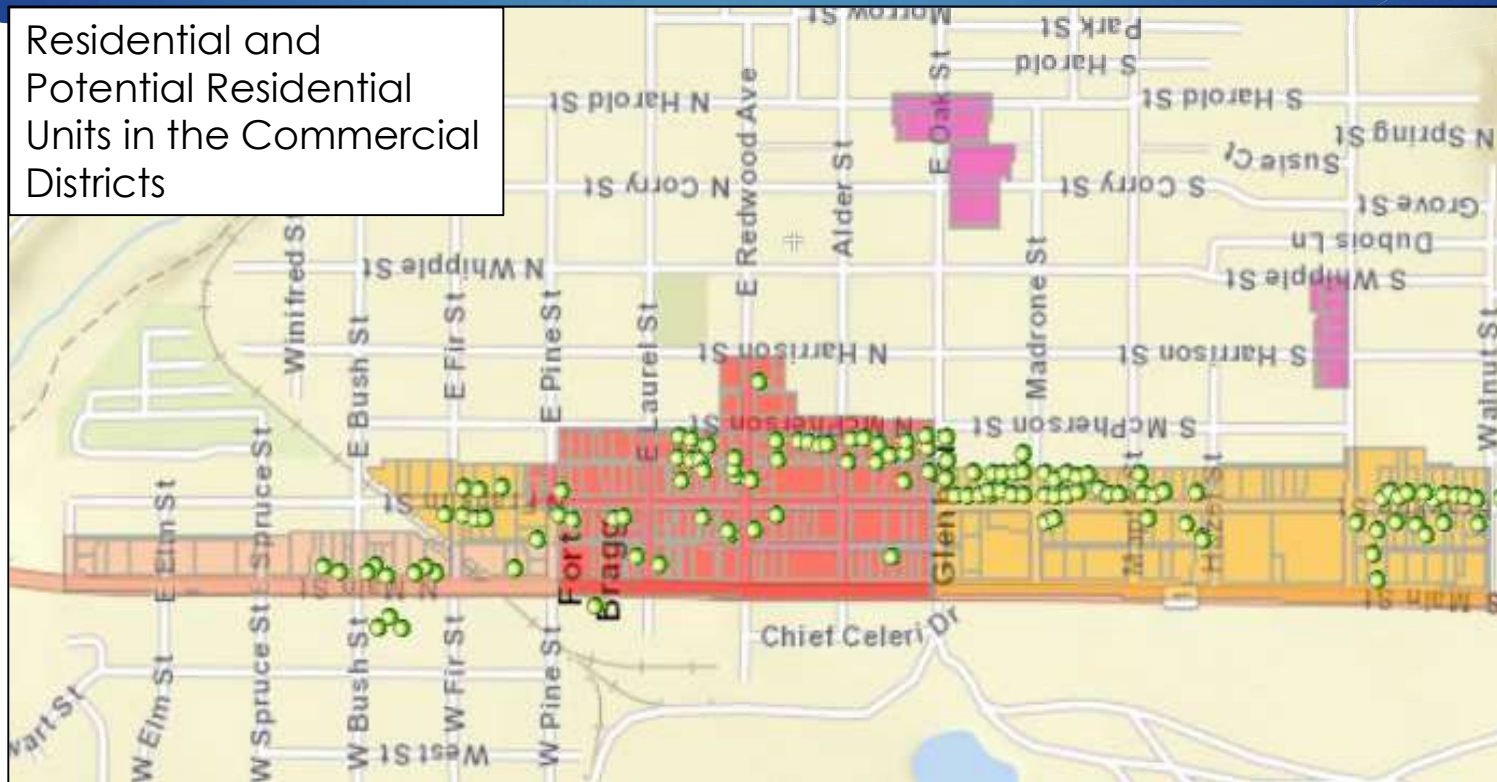 Residential and
Potential Residential
Units in the Commercial
Districts
Morrow St
Park St
S Harold St
N Harold St
S Harold St
N Spring St
E Redwood Ave
E Oak St
Susie Ct
N Corry St
S Corry St
Grove St
Alder St
Dubois Ln
Winifred St
N Whipple St
S Whipple St
Madrone St
E Bush St
E Fir St
E Pine St
E Laurel St
N Harrison St
S Harrison St
Walnut St
N McPherson St
S McPherson St
E Elm St
Spruce St
Hazel St
Fort
Bragg
Glen
N Main St
S Main St
1
Chief Celeri Dr
W Elm St
W Spruce St
W Bush St
W Fir St
W Pine St
West St